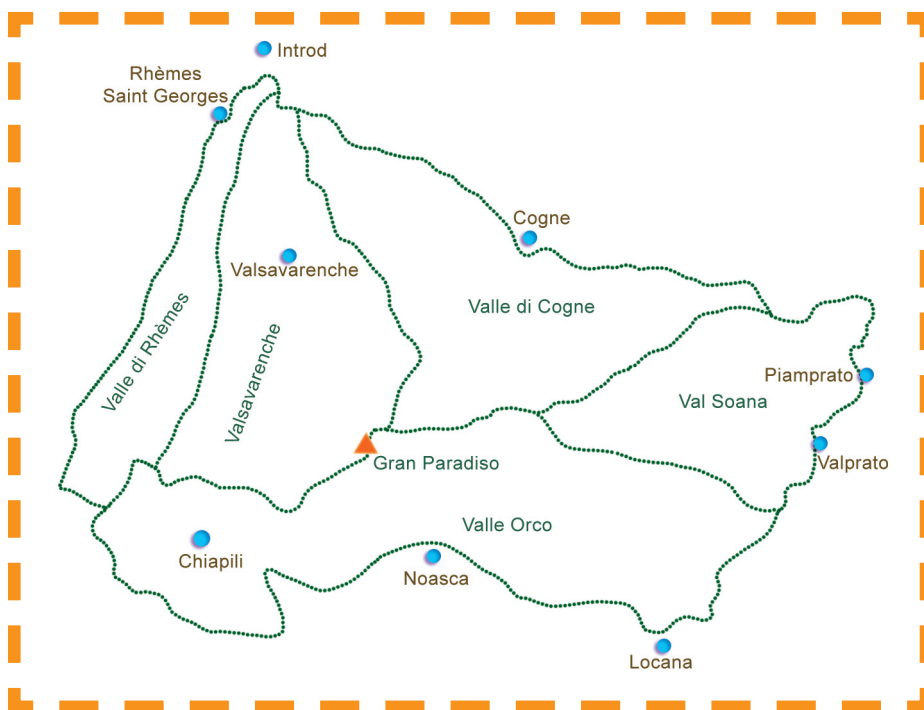 Introd
Rhèmes
Saint Georges
Cogne
Valsavarenche
Valle di Cogne
Valle di Rhèmes
Valsavarenche
Piamprato
Val Soana
Valprato
Gran Paradiso
Valle Orco
Chiapili
Noasca
Locana